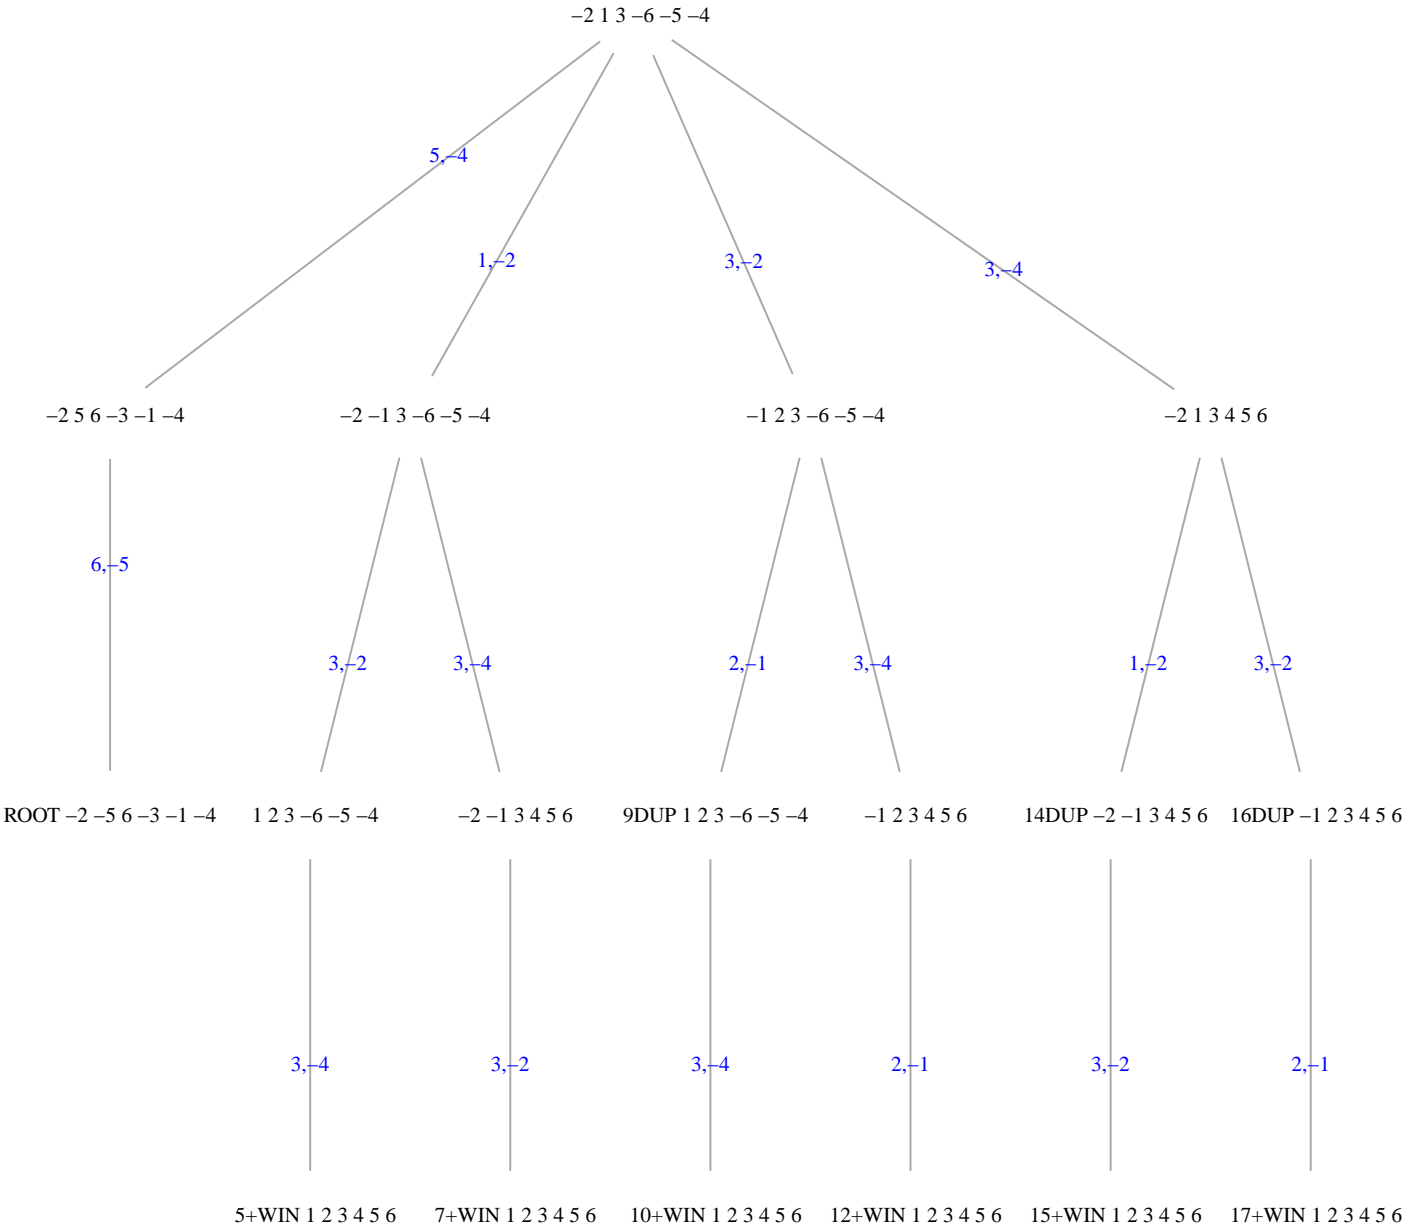 −2 1 3 −6 −5 −4
5,−4
1,−2
3,−2
3,−4
−2 5 6 −3 −1 −4
−2 −1 3 −6 −5 −4
−1 2 3 −6 −5 −4
−2 1 3 4 5 6
6,−5
3,−2
3,−4
2,−1
3,−4
1,−2
3,−2
ROOT −2 −5 6 −3 −1 −4
1 2 3 −6 −5 −4
−2 −1 3 4 5 6
9DUP 1 2 3 −6 −5 −4
−1 2 3 4 5 6
14DUP −2 −1 3 4 5 6
16DUP −1 2 3 4 5 6
3,−4
3,−2
3,−4
2,−1
3,−2
2,−1
5+WIN 1 2 3 4 5 6
7+WIN 1 2 3 4 5 6
10+WIN 1 2 3 4 5 6
12+WIN 1 2 3 4 5 6
15+WIN 1 2 3 4 5 6
17+WIN 1 2 3 4 5 6